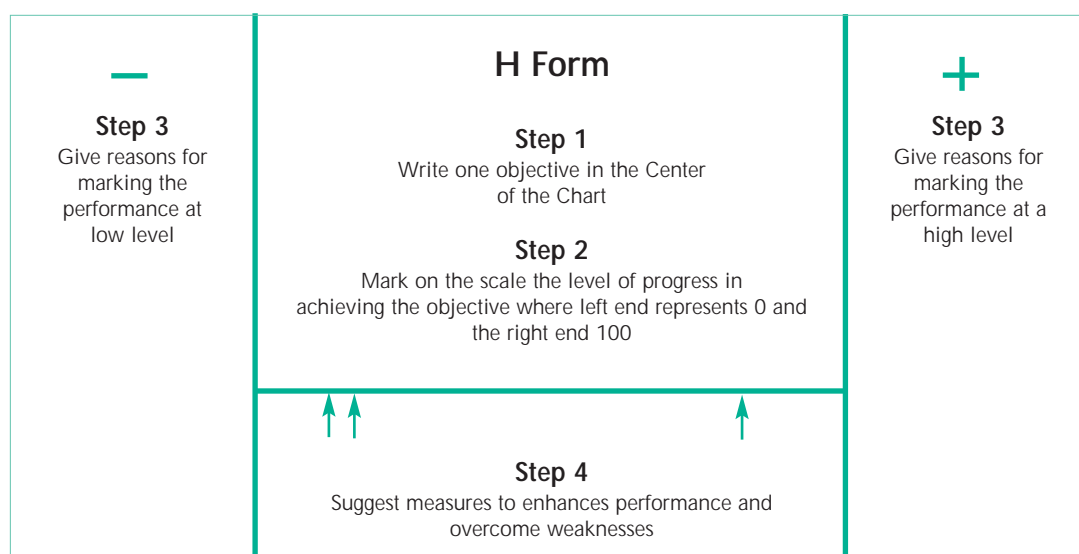 H Form
Step 1
Write one objective in the Center
of the Chart
Step 2
Mark on the scale the level of progress in
achieving the objective where left end represents 0 and
the right end 100
–
Step 3
Give reasons for
marking the
performance at
low level
+
Step 3
Give reasons for
marking the
performance at a
high level
Step 4
Suggest measures to enhances performance and
overcome weaknesses